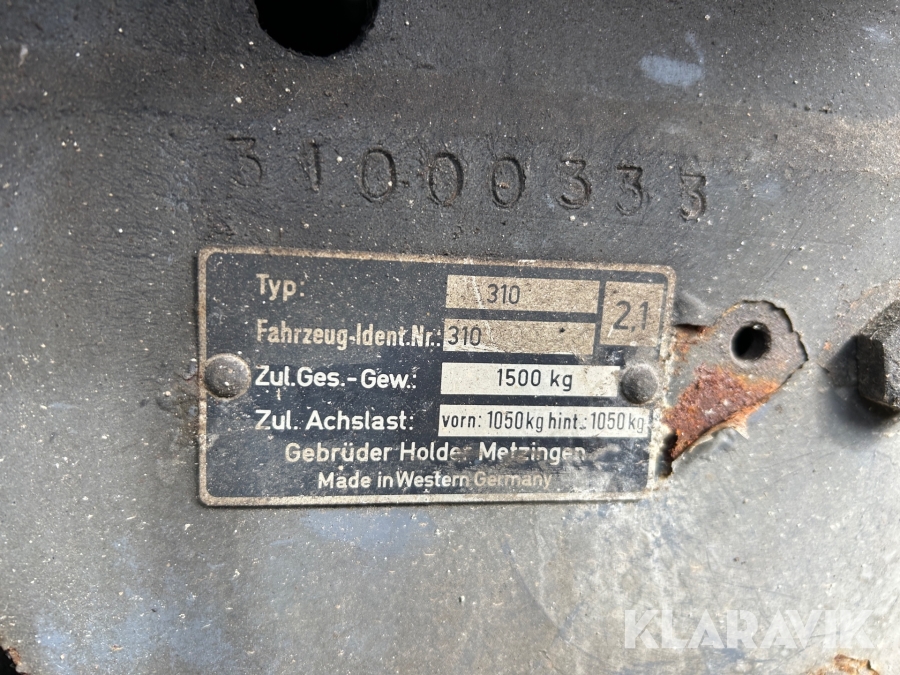 31000333
Typ: 310 2,1
Fahrzeug-Ident.Nr.: 310
Zul.Ges.-Gew.: 1500 kg
Zul. Achslast: vorn: 1050kg hint.: 1050kg
Gebrüder Holder Metzingen
Made in Western Germany
KLARAVIK